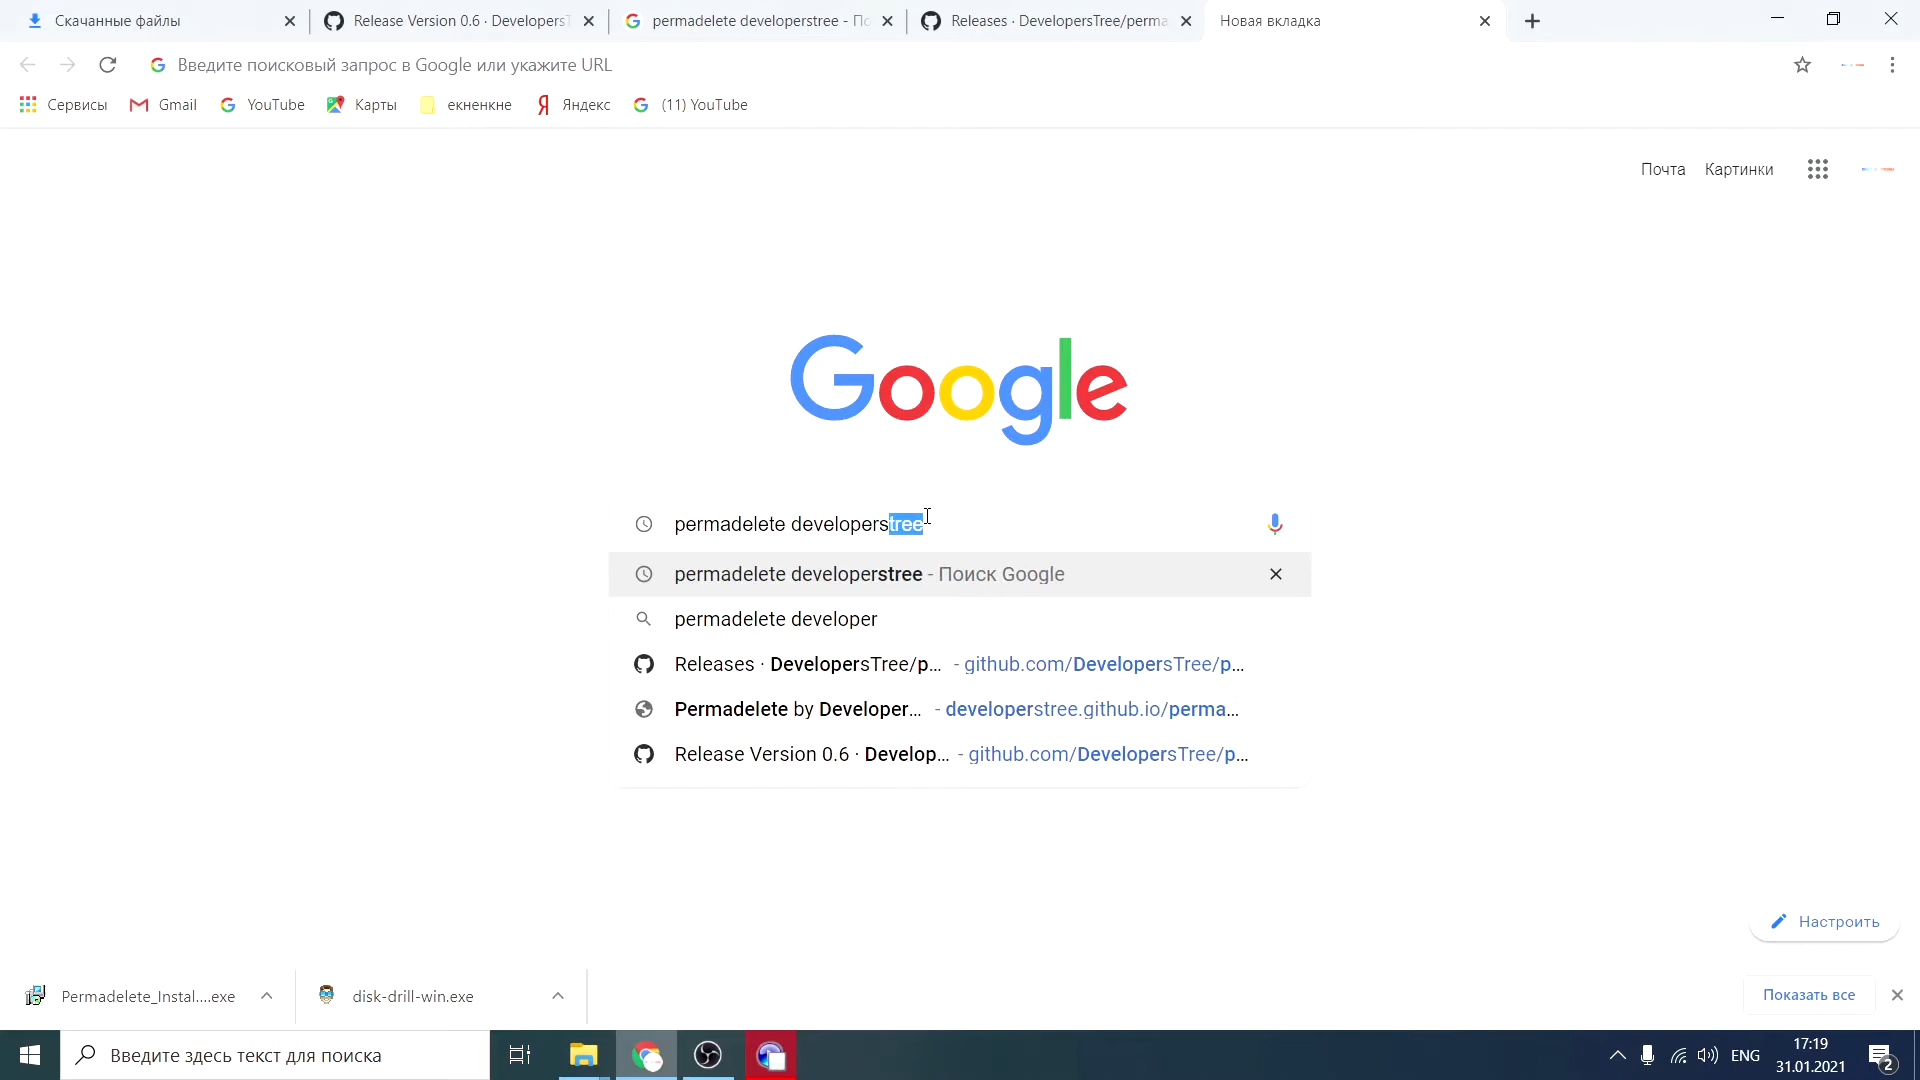 Скачанные файлы
Release Version 0.6 · DevelopersT
permadelete developerstree - По
Releases · DevelopersTree/perma
Новая вкладка
Введите поисковый запрос в Google или укажите URL
Сервисы
Gmail
YouTube
Карты
екненкне
Яндекс
(11) YouTube
Почта
Картинки
Google
permadelete developerstree
permadelete developerstree - Поиск Google
permadelete developer
Releases · DevelopersTree/p... - github.com/DevelopersTree/p...
Permadelete by Developer... - developerstree.github.io/perma...
Release Version 0.6 · Develop... - github.com/DevelopersTree/p...
Настроить
Permadelete_Instal....exe
disk-drill-win.exe
Показать все
Введите здесь текст для поиска
ENG
17:19
31.01.2021
2